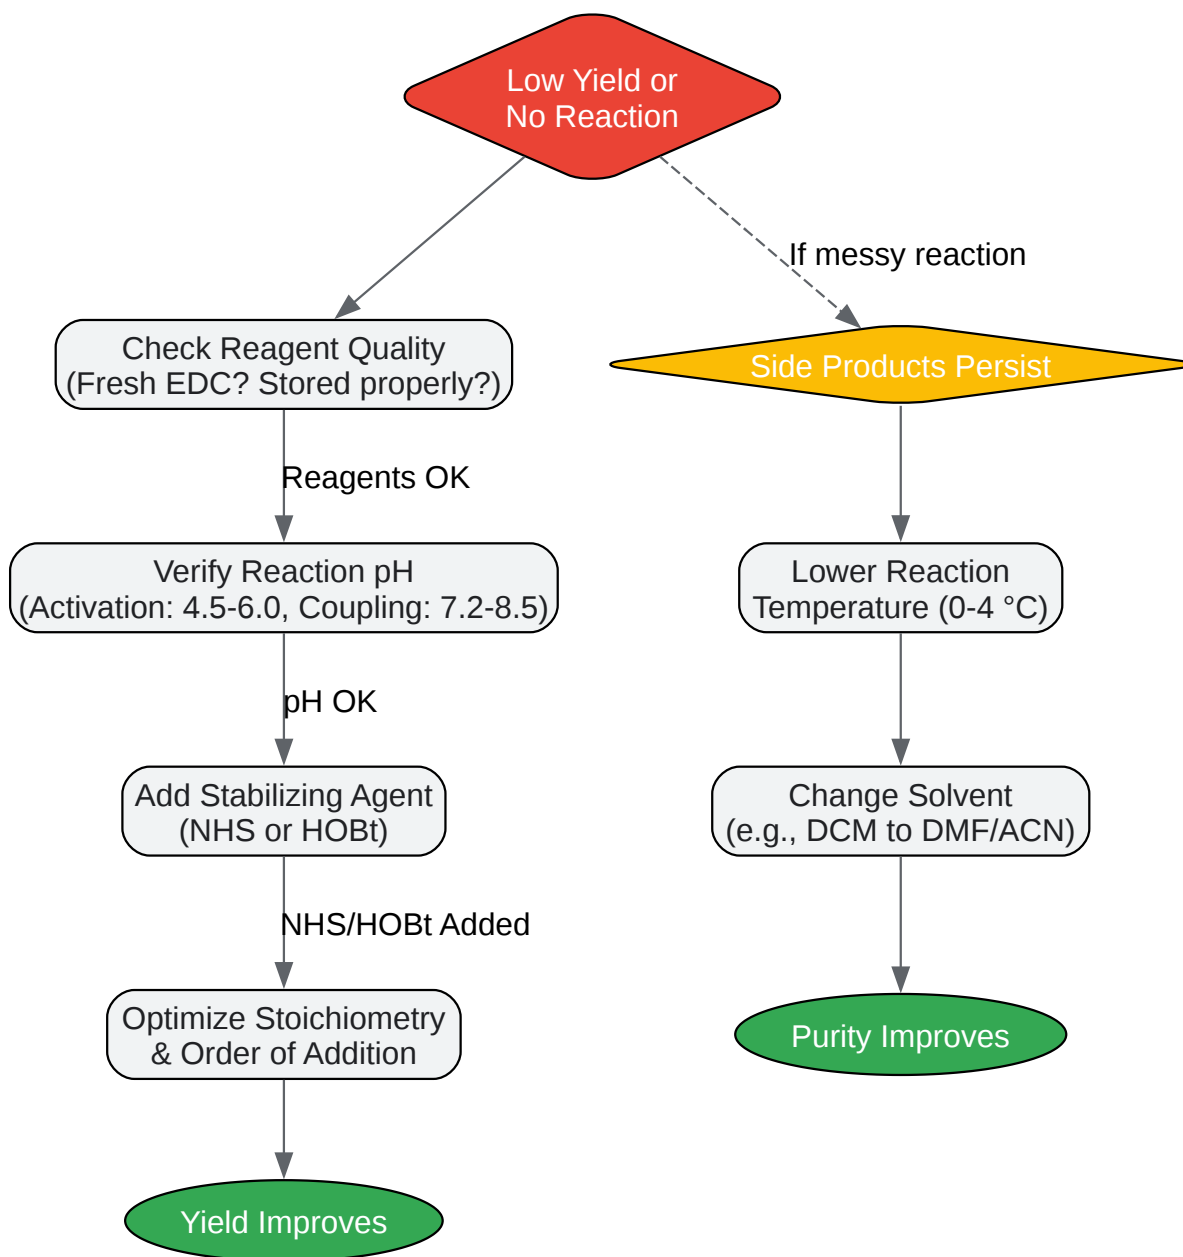 Low Yield or
No Reaction
If messy reaction
Check Reagent Quality
(Fresh EDC? Stored properly?)
Side Products Persist
Reagents OK
Verify Reaction pH
(Activation: 4.5-6.0, Coupling: 7.2-8.5)
Lower Reaction
Temperature (0-4 °C)
pH OK
Add Stabilizing Agent
(NHS or HOBt)
Change Solvent
(e.g., DCM to DMF/ACN)
NHS/HOBt Added
Optimize Stoichiometry
& Order of Addition
Purity Improves
Yield Improves